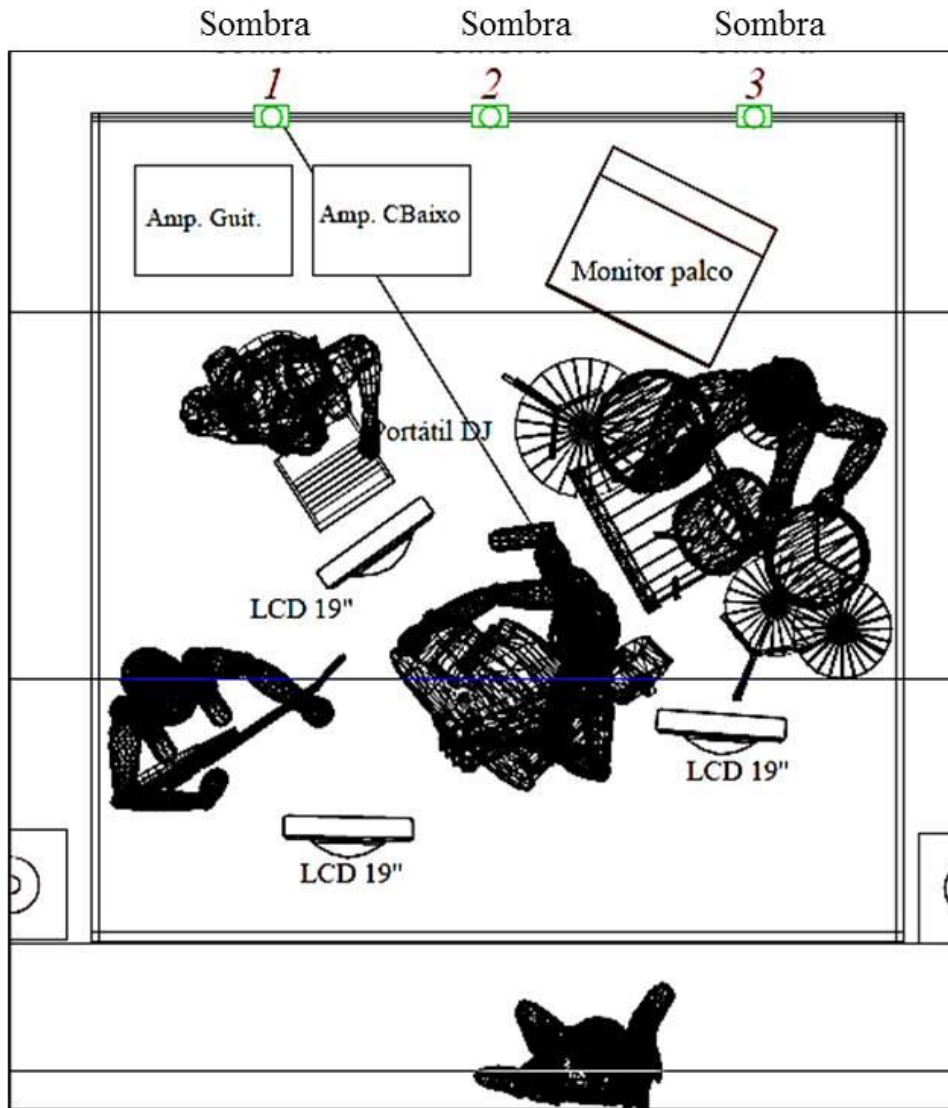 Sombra Sombra Sombra
1 2 3
Amp. Guit. Amp. CBaixo
Monitor palco
Portátil DJ
LCD 19"
LCD 19"
LCD 19"